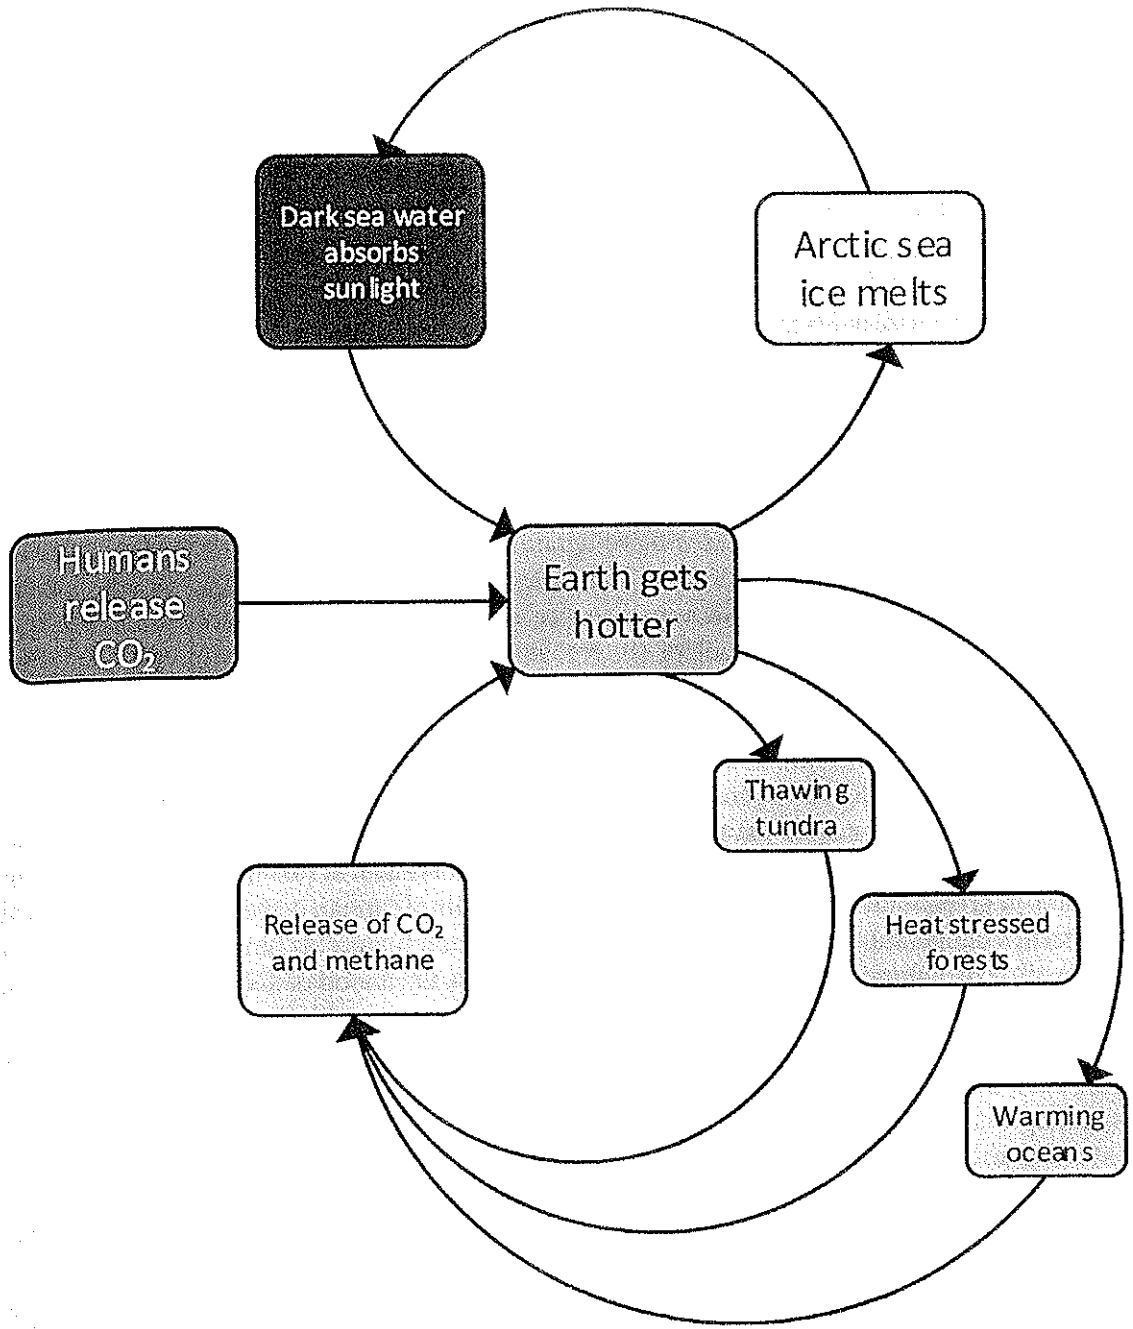 Dark sea water
absorbs
sunlight
Arctic sea
ice melts
Humans
release
CO₂
Earth gets
hotter
Thawing
tundra
Release of CO₂
and methane
Heat stressed
forests
Warming
oceans